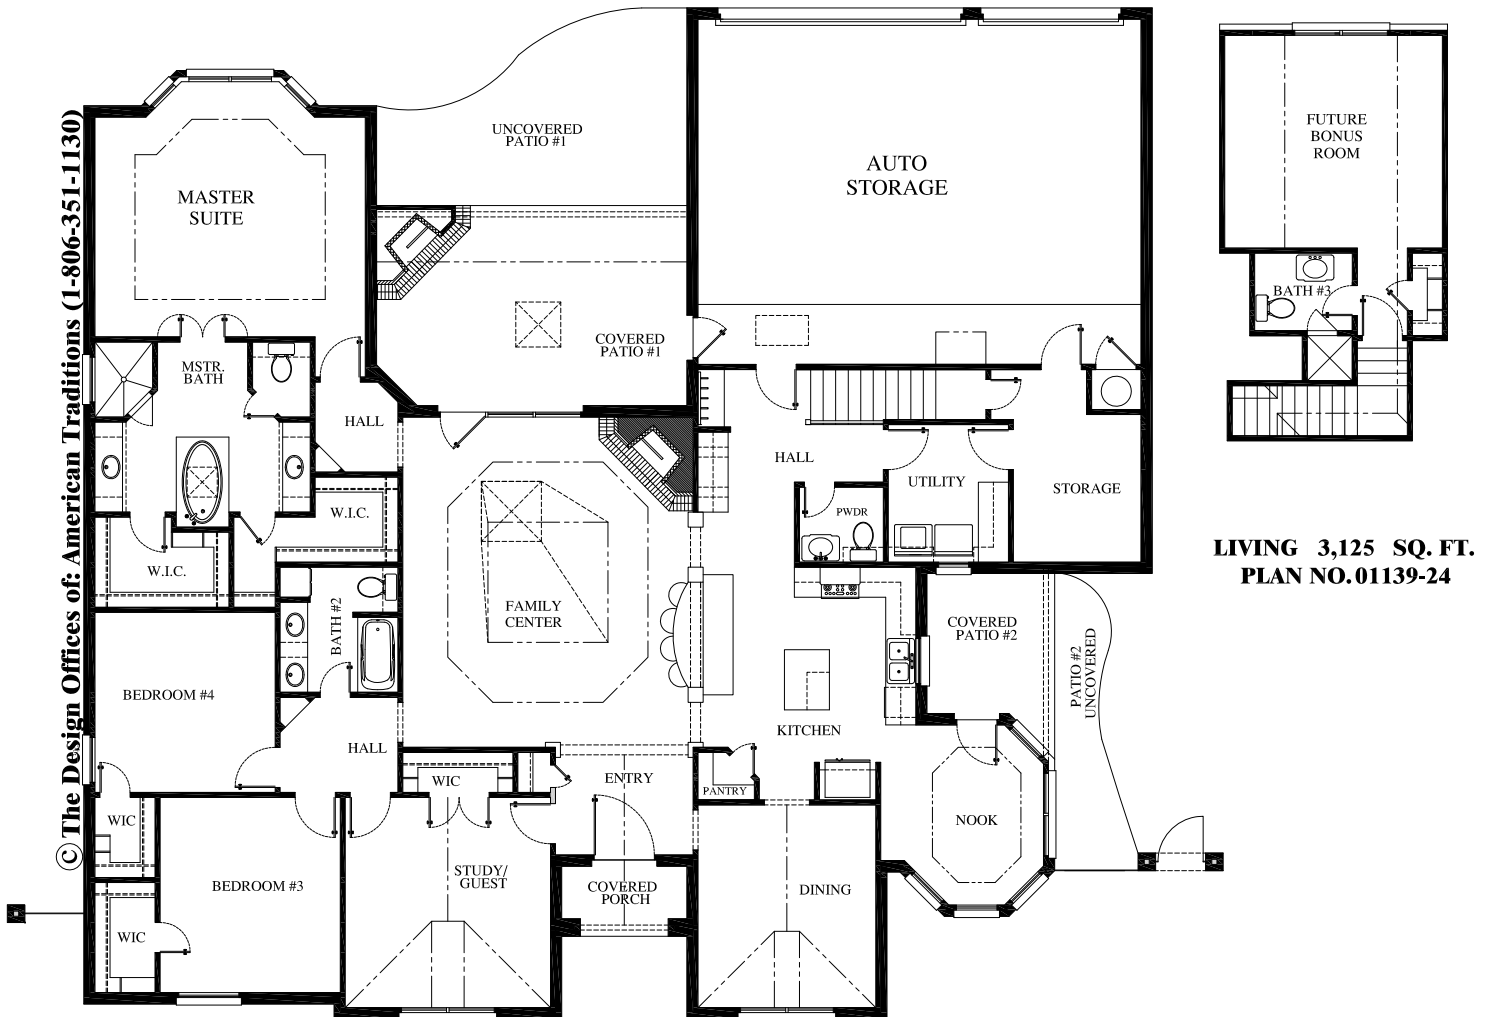 © The Design Offices of: American Traditions (1-806-351-1130)
UNCOVERED
PATIO #1
AUTO
STORAGE
FUTURE
BONUS
ROOM
MASTER
SUITE
BATH #3
COVERED
PATIO #1
MSTR.
BATH
HALL
HALL
UTILITY
STORAGE
W.I.C.
PWDR
W.I.C.
LIVING 3,125 SQ. FT.
PLAN NO. 01139-24
BATH #2
FAMILY
CENTER
COVERED
PATIO #2
PATIO #2
UNCOVERED
BEDROOM #4
KITCHEN
HALL
WIC
ENTRY
PANTRY
WIC
NOOK
BEDROOM #3
STUDY/
GUEST
COVERED
PORCH
DINING
WIC